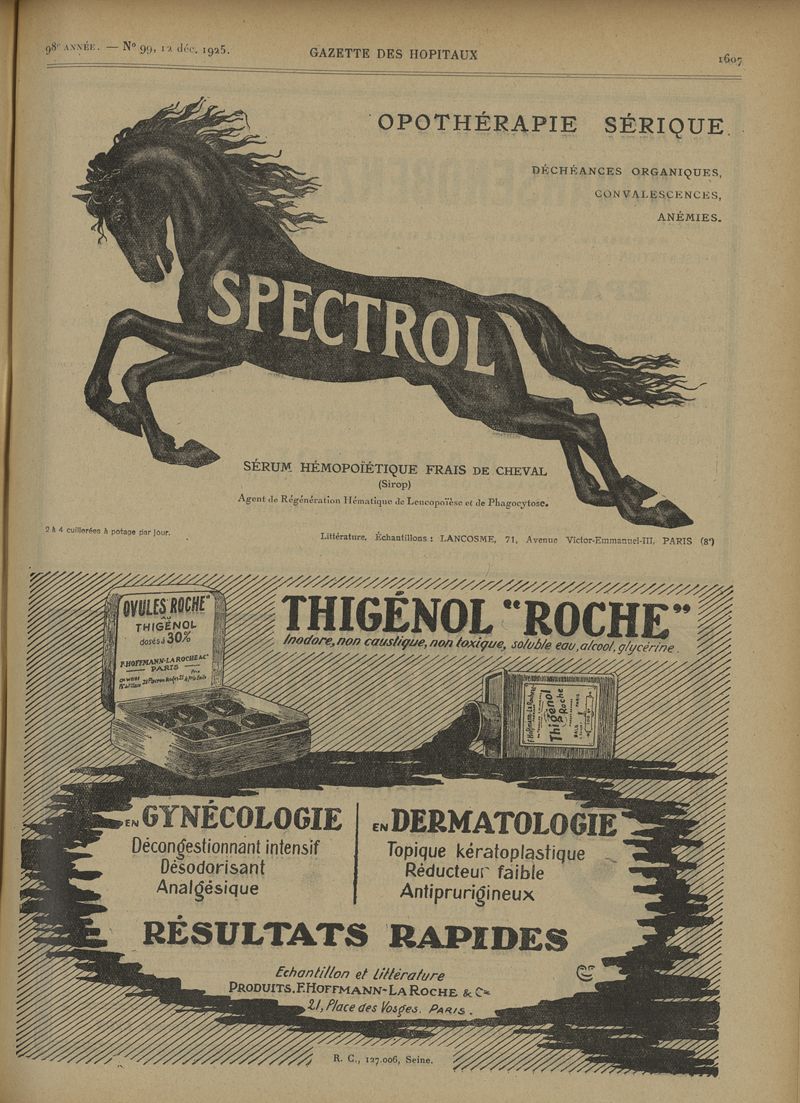 98e ANNÉE. — No 99, 12 déc. 1925.
GAZETTE DES HOPITAUX
1607
OPOTHÉRAPIE SÉRIQUE
DÉCHÉANCES ORGANIQUES,
CONVALESCENCES,
ANÉMIES.
SPECTROL
SÉRUM HÉMOPOÏÉTIQUE FRAIS DE CHEVAL
(Sirop)
Agent de Régénération Hématique de Leucopoïèse et de Phagocytose.
2 à 4 cuillerées à potage par jour.
Littérature, Échantillons : LANCOSME, 71, Avenue Victor-Emmanuel-III, PARIS (8e)
OVULES ROCHE"
AU
THIGÉNOL
dosés à 30%
F. HOFFMANN-LA ROCHE & Cie
PARIS
THIGÉNOL "ROCHE"
Inodore, non caustique, non toxique, soluble eau, alcool, glycérine.
Thigénol
Roche
EN GYNÉCOLOGIE
Décongestionnant intensif
Désodorisant
Analgésique
EN DERMATOLOGIE
Topique kératoplastique
Réducteur faible
Antiprurigineux
RÉSULTATS RAPIDES
Echantillon et Littérature
PRODUITS. F. HOFFMANN-LA ROCHE & Cie
21, Place des Vosges. PARIS.
R. C., 127.006, Seine.